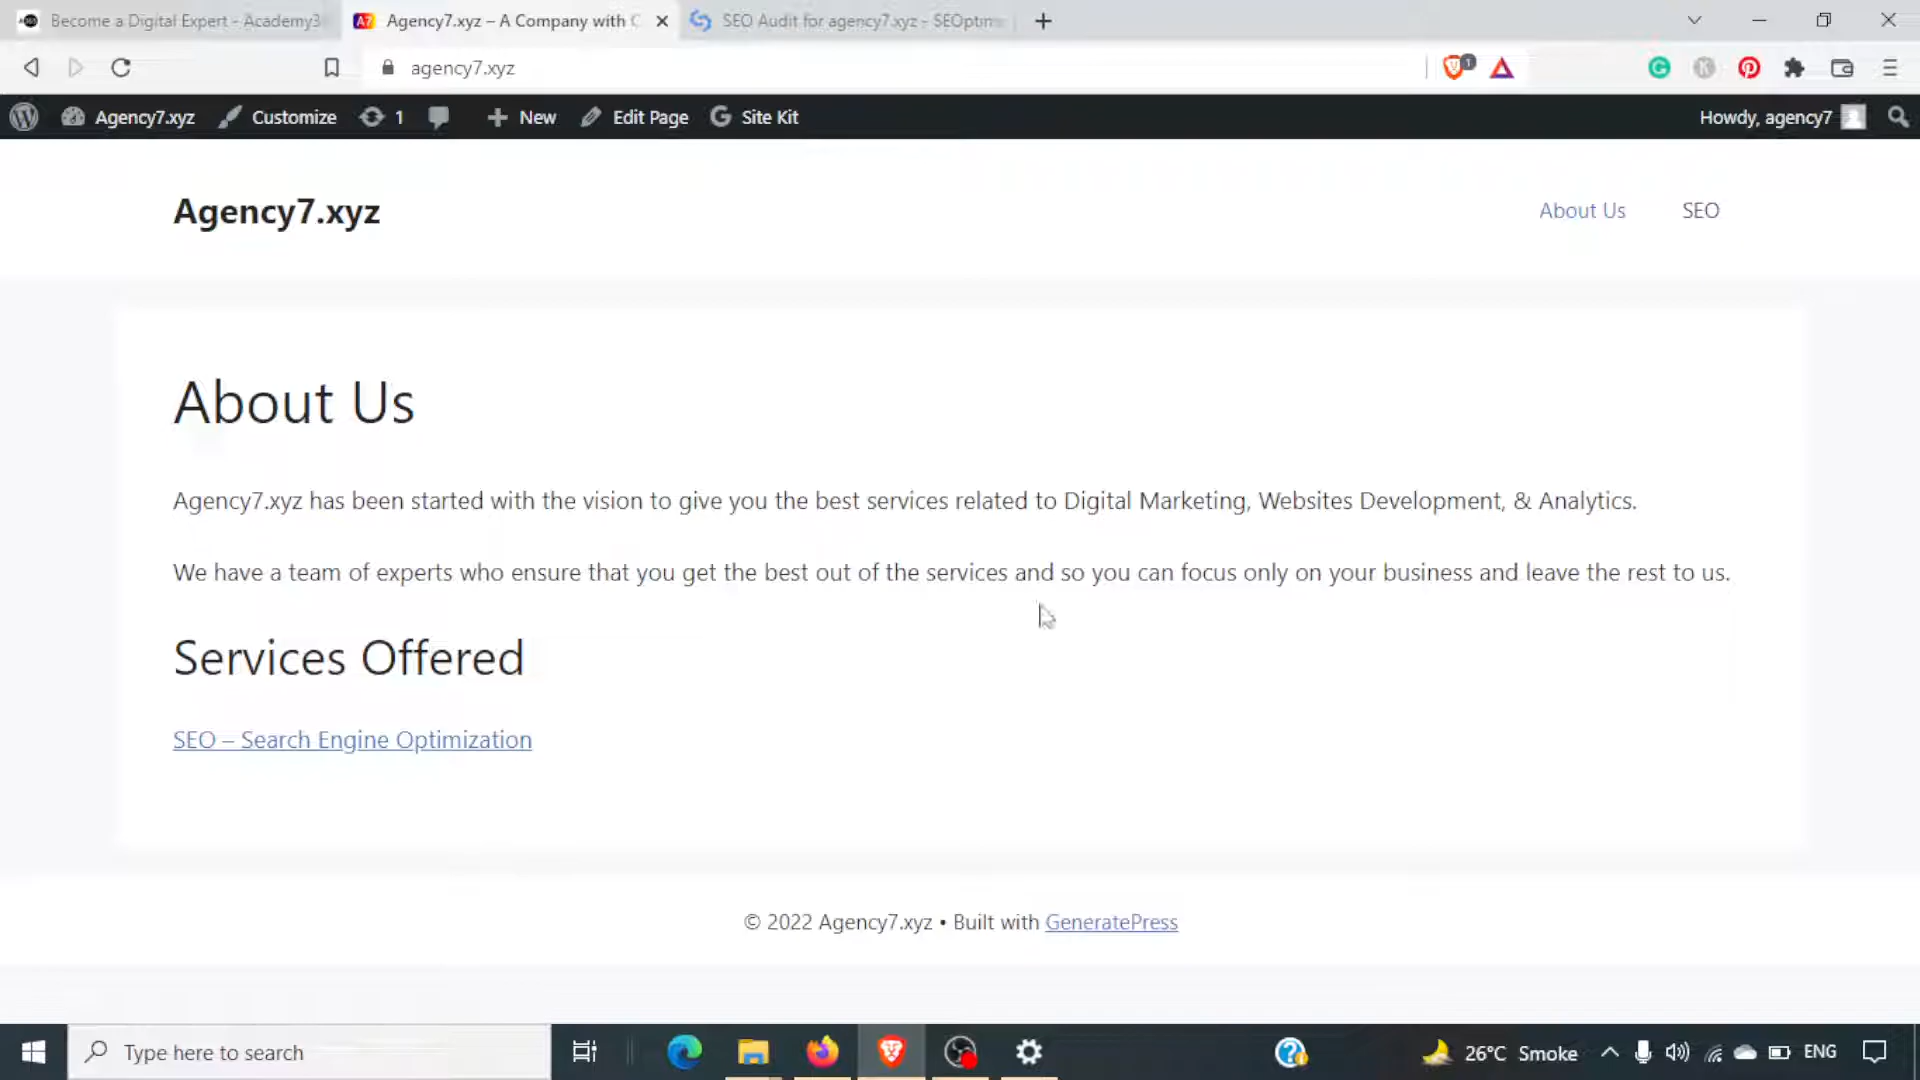 Become a Digital Expert - Academy3
Agency7.xyz – A Company with C
SEO Audit for agency7.xyz - SEOptim
agency7.xyz
1
Agency7.xyz
Customize
1
New
Edit Page
Site Kit
Howdy, agency7
Agency7.xyz
About Us
SEO
About Us
Agency7.xyz has been started with the vision to give you the best services related to Digital Marketing, Websites Development, & Analytics.
We have a team of experts who ensure that you get the best out of the services and so you can focus only on your business and leave the rest to us.
Services Offered
SEO – Search Engine Optimization
© 2022 Agency7.xyz • Built with GeneratePress
Type here to search
26°C Smoke
ENG